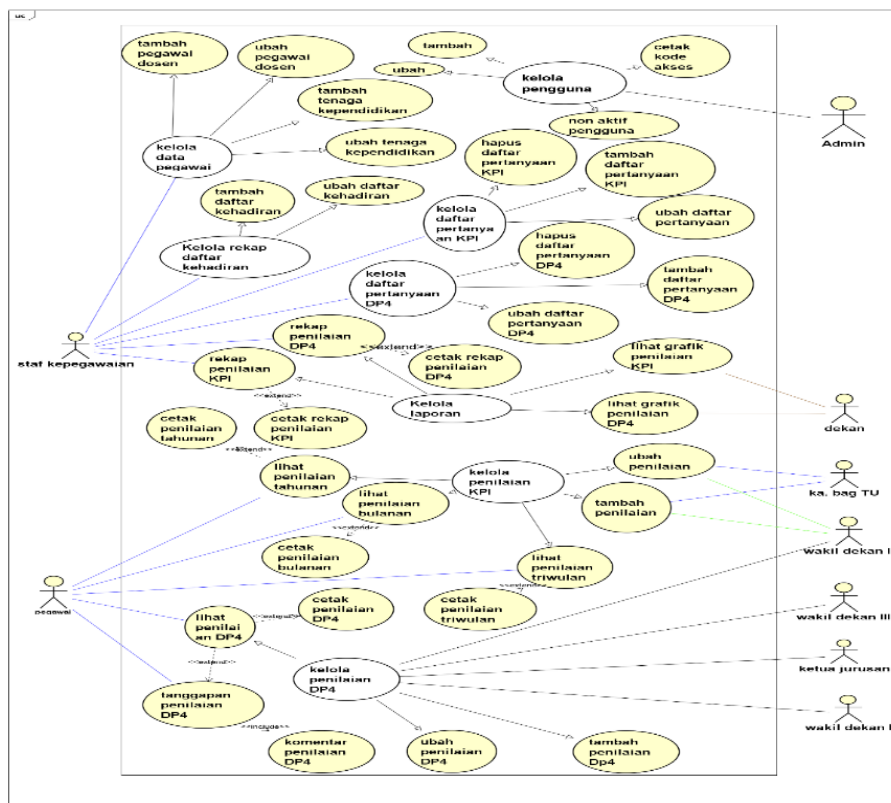 uc
tambah
pegawai
dosen
ubah
pegawai
dosen
tambah
ubah
cetak
kode
akses
kelola
pengguna
tambah
tenaga
kependidikan
non aktif
pengguna
Admin
kelola
data
pegawai
ubah tenaga
kependidikan
hapus
daftar
pertanyaan
KPI
tambah
daftar
pertanyaan
KPI
tambah
daftar
kehadiran
ubah daftar
kehadiran
kelola
daftar
pertanya
an KPI
ubah daftar
pertanyaan
Kelola rekap
daftar
kehadiran
hapus
daftar
pertanyaan
DP4
kelola
daftar
pertanyaan
DP4
tambah
daftar
pertanyaan
DP4
ubah daftar
pertanyaan
DP4
staf kepegawaian
rekap
penilaian
DP4
<<extend>>
cetak rekap
penilaian
DP4
lihat grafik
penilaian
KPI
rekap
penilaian
KPI
<<extend>>
Kelola
laporan
lihat grafik
penilaian
DP4
dekan
cetak
penilaian
tahunan
cetak rekap
penilaian
KPI
<<extend>>
lihat
penilaian
tahunan
kelola
penilaian
KPI
ubah
penilaian
ka. bag TU
lihat
penilaian
bulanan
tambah
penilaian
<<extend>>
wakil dekan I
cetak
penilaian
bulanan
lihat
penilaian
triwulan
<<extend>>
pegawai
cetak
penilaian
DP4
cetak
penilaian
triwulan
lihat
penilai
an DP4
<<extend>>
wakil dekan III
<<extend>>
kelola
penilaian
DP4
ketua jurusan
tanggapan
penilaian
DP4
<<include>>
wakil dekan I
komentar
penilaian
DP4
ubah
penilaian
DP4
tambah
penilaian
Dp4